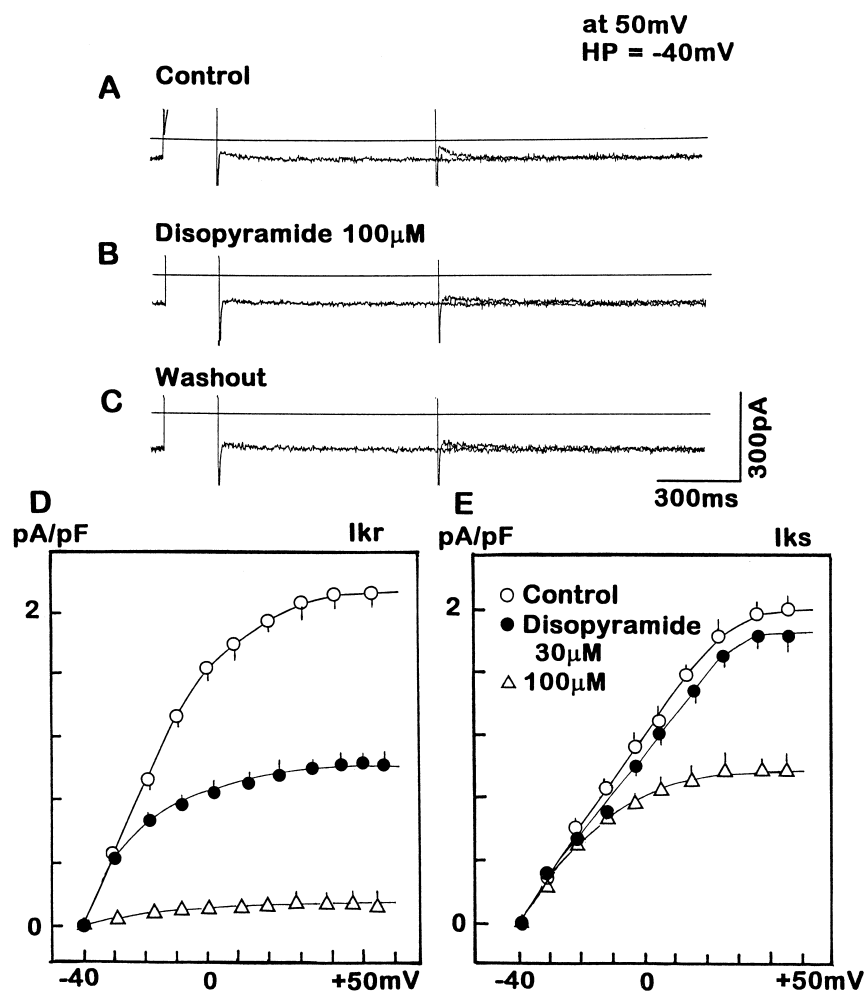 at 50mV
HP = -40mV
A
Control
B
Disopyramide 100μM
C
Washout
300pA
300ms
D
pA/pF
Ikr
2
0
-40
0
+50mV
E
pA/pF
Iks
2
Control
Disopyramide
30μM
100μM
0
-40
0
+50mV